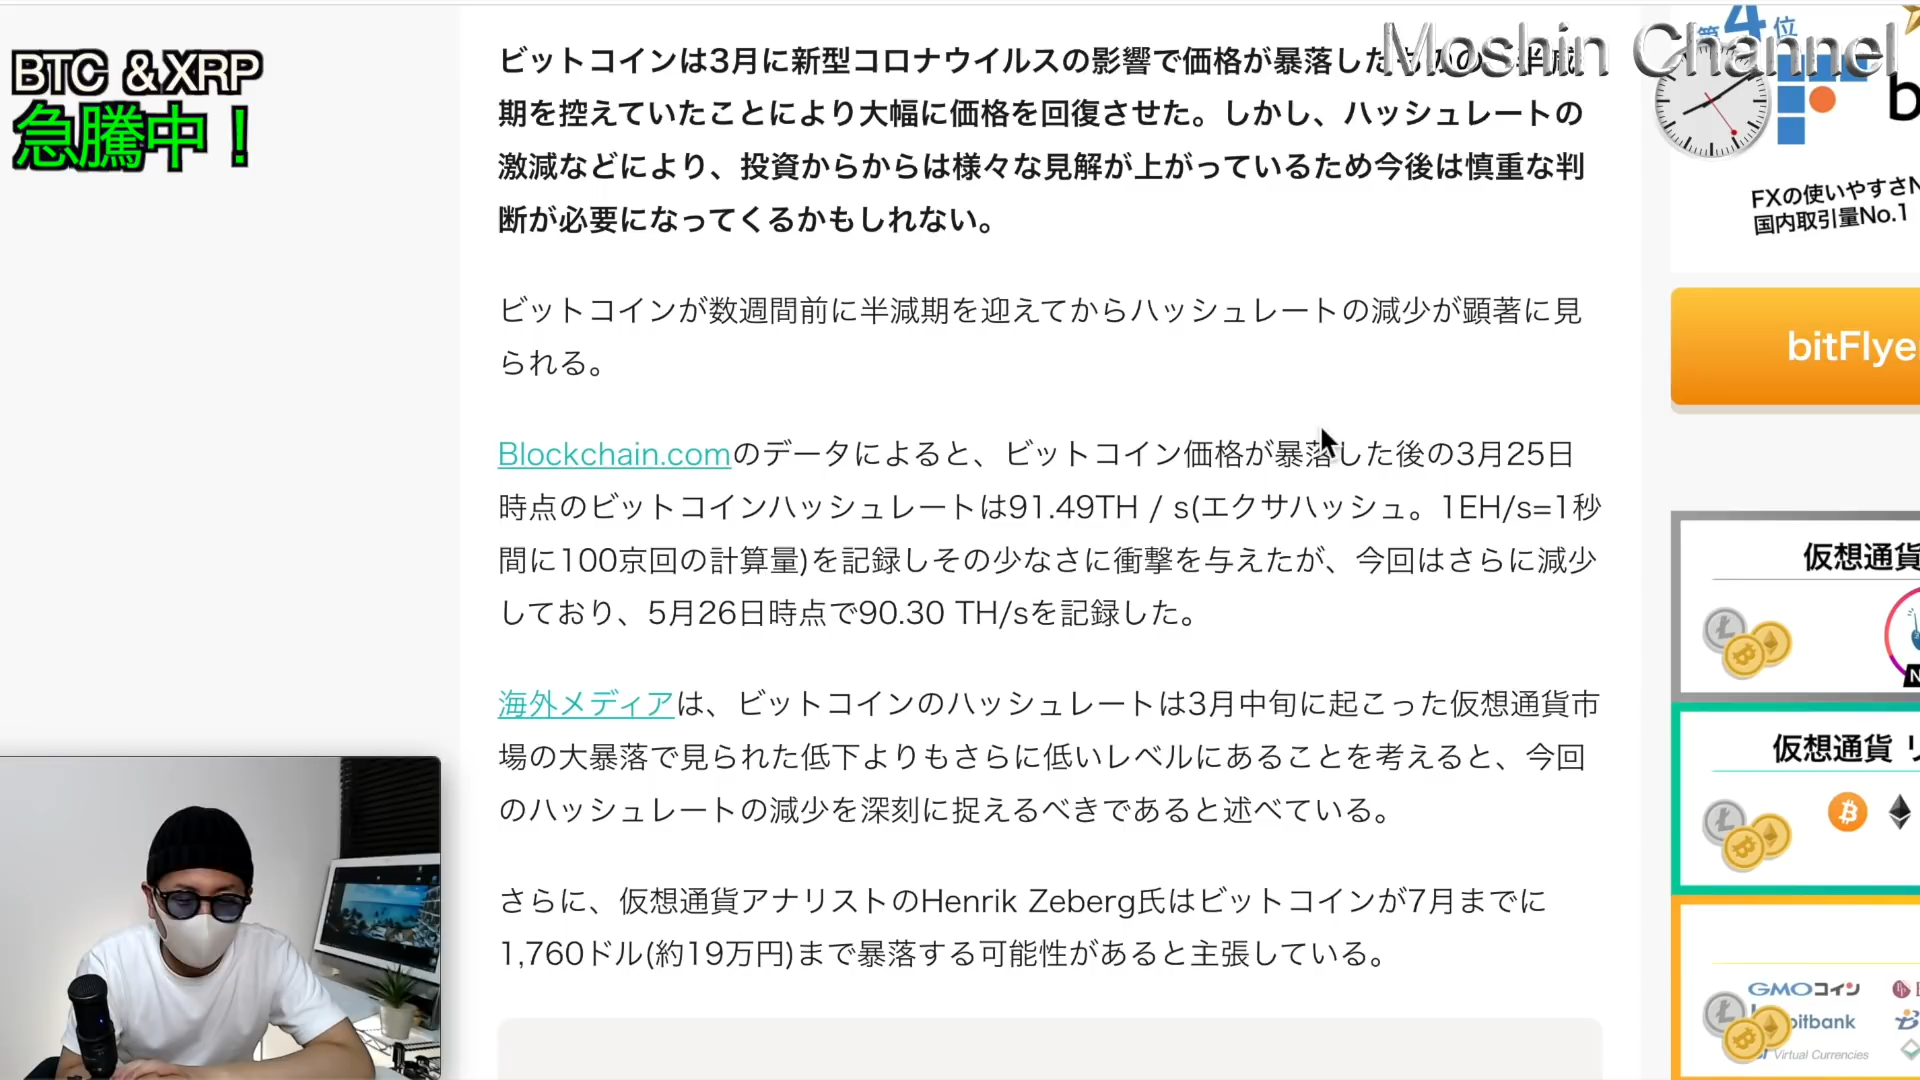 BTC &XRP
急騰中！
Moshin Channel
ビットコインは3月に新型コロナウイルスの影響で価格が暴落した
半減
期を控えていたことにより大幅に価格を回復させた。しかし、ハッシュレートの
激減などにより、投資からからは様々な見解が上がっているため今後は慎重な判
断が必要になってくるかもしれない。
ビットコインが数週間前に半減期を迎えてからハッシュレートの減少が顕著に見
られる。
Blockchain.comのデータによると、ビットコイン価格が暴落した後の3月25日
時点のビットコインハッシュレートは91.49TH / s(エクサハッシュ。1EH/s=1秒
間に100京回の計算量)を記録しその少なさに衝撃を与えたが、今回はさらに減少
しており、5月26日時点で90.30 TH/sを記録した。
海外メディアは、ビットコインのハッシュレートは3月中旬に起こった仮想通貨市
場の大暴落で見られた低下よりもさらに低いレベルにあることを考えると、今回
のハッシュレートの減少を深刻に捉えるべきであると述べている。
さらに、仮想通貨アナリストのHenrik Zeberg氏はビットコインが7月までに
1,760ドル(約19万円)まで暴落する可能性があると主張している。
第4位
b
FXの使いやすさN
国内取引量No.1
bitFlye
仮想通貨
N
仮想通貨 リ
GMOコイン
bitbank
Virtual Currencies